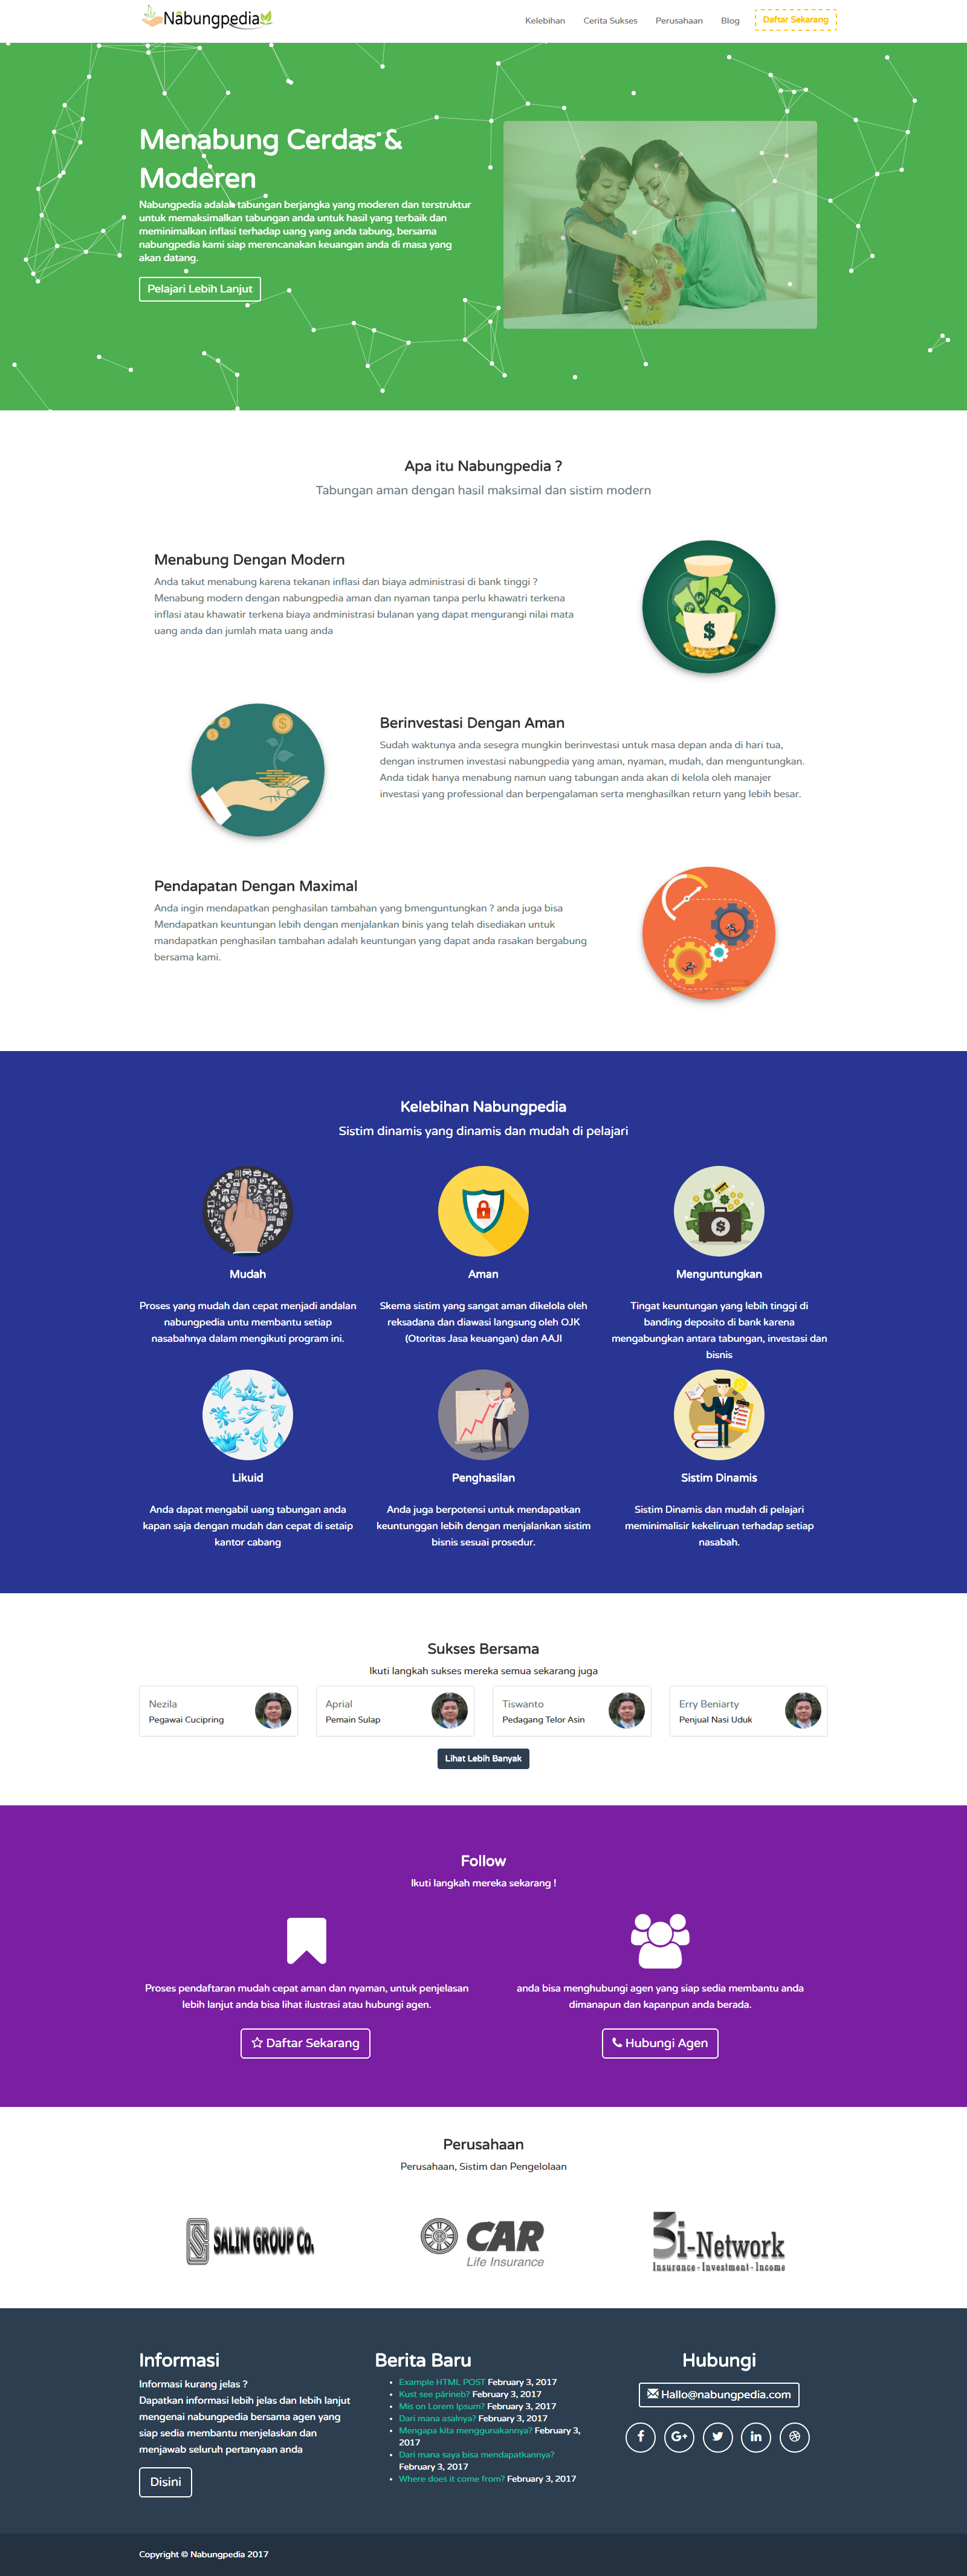 Nabungpedia
Kelebihan
Cerita Sukses
Perusahaan
Blog
Daftar Sekarang
Menabung Cerdas &
Moderen
Nabungpedia adalah tabungan berjangka yang moderen dan terstruktur
untuk memaksimalkan tabungan anda untuk hasil yang terbaik dan
meminimalkan inflasi terhadap uang yang anda tabung, bersama
nabungpedia kami siap merencanakan keuangan anda di masa yang
akan datang.
Pelajari Lebih Lanjut
Apa itu Nabungpedia ?
Tabungan aman dengan hasil maksimal dan sistim modern
Menabung Dengan Modern
Anda takut menabung karena tekanan inflasi dan biaya administrasi di bank tinggi ?
Menabung modern dengan nabungpedia aman dan nyaman tanpa perlu khawatri terkena
inflasi atau khawatir terkena biaya andministrasi bulanan yang dapat mengurangi nilai mata
uang anda dan jumlah mata uang anda
Berinvestasi Dengan Aman
Sudah waktunya anda sesegra mungkin berinvestasi untuk masa depan anda di hari tua,
dengan instrumen investasi nabungpedia yang aman, nyaman, mudah, dan menguntungkan.
Anda tidak hanya menabung namun uang tabungan anda akan di kelola oleh manajer
investasi yang professional dan berpengalaman serta menghasilkan return yang lebih besar.
Pendapatan Dengan Maximal
Anda ingin mendapatkan penghasilan tambahan yang bmenguntungkan ? anda juga bisa
Mendapatkan keuntungan lebih dengan menjalankan binis yang telah disediakan untuk
mandapatkan penghasilan tambahan adalah keuntungan yang dapat anda rasakan bergabung
bersama kami.
Kelebihan Nabungpedia
Sistim dinamis yang dinamis dan mudah di pelajari
Mudah
Proses yang mudah dan cepat menjadi andalan
nabungpedia untu membantu setiap
nasabahnya dalam mengikuti program ini.
Aman
Skema sistim yang sangat aman dikelola oleh
reksadana dan diawasi langsung oleh OJK
(Otoritas Jasa keuangan) dan AAJI
Menguntungkan
Tingat keuntungan yang lebih tinggi di
banding deposito di bank karena
mengabungkan antara tabungan, investasi dan
bisnis
Likuid
Anda dapat mengabil uang tabungan anda
kapan saja dengan mudah dan cepat di setaip
kantor cabang
Penghasilan
Anda juga berpotensi untuk mendapatkan
keuntunggan lebih dengan menjalankan sistim
bisnis sesuai prosedur.
Sistim Dinamis
Sistim Dinamis dan mudah di pelajari
meminimalisir kekeliruan terhadap setiap
nasabah.
Sukses Bersama
Ikuti langkah sukses mereka semua sekarang juga
Nezila
Pegawai Cucipring
Aprial
Pemain Sulap
Tiswanto
Pedagang Telor Asin
Erry Beniarty
Penjual Nasi Uduk
Lihat Lebih Banyak
Follow
Ikuti langkah mereka sekarang !
Proses pendaftaran mudah cepat aman dan nyaman, untuk penjelasan
lebih lanjut anda bisa lihat ilustrasi atau hubungi agen.
Daftar Sekarang
anda bisa menghubungi agen yang siap sedia membantu anda
dimanapun dan kapanpun anda berada.
Hubungi Agen
Perusahaan
Perusahaan, Sistim dan Pengelolaan
SALIM GROUP CO.
CAR
Life Insurance
3i-Network
Insurance - Investment - Income
Informasi
Informasi kurang jelas ?
Dapatkan informasi lebih jelas dan lebih lanjut
mengenai nabungpedia bersama agen yang
siap sedia membantu menjelaskan dan
menjawab seluruh pertanyaan anda
Disini
Berita Baru
Example HTML POST February 3, 2017
Kust see pärineb? February 3, 2017
Mis on Lorem Ipsum? February 3, 2017
Dari mana asalnya? February 3, 2017
Mengapa kita menggunakannya? February 3,
2017
Dari mana saya bisa mendapatkannya?
February 3, 2017
Where does it come from? February 3, 2017
Hubungi
Hallo@nabungpedia.com
Copyright © Nabungpedia 2017